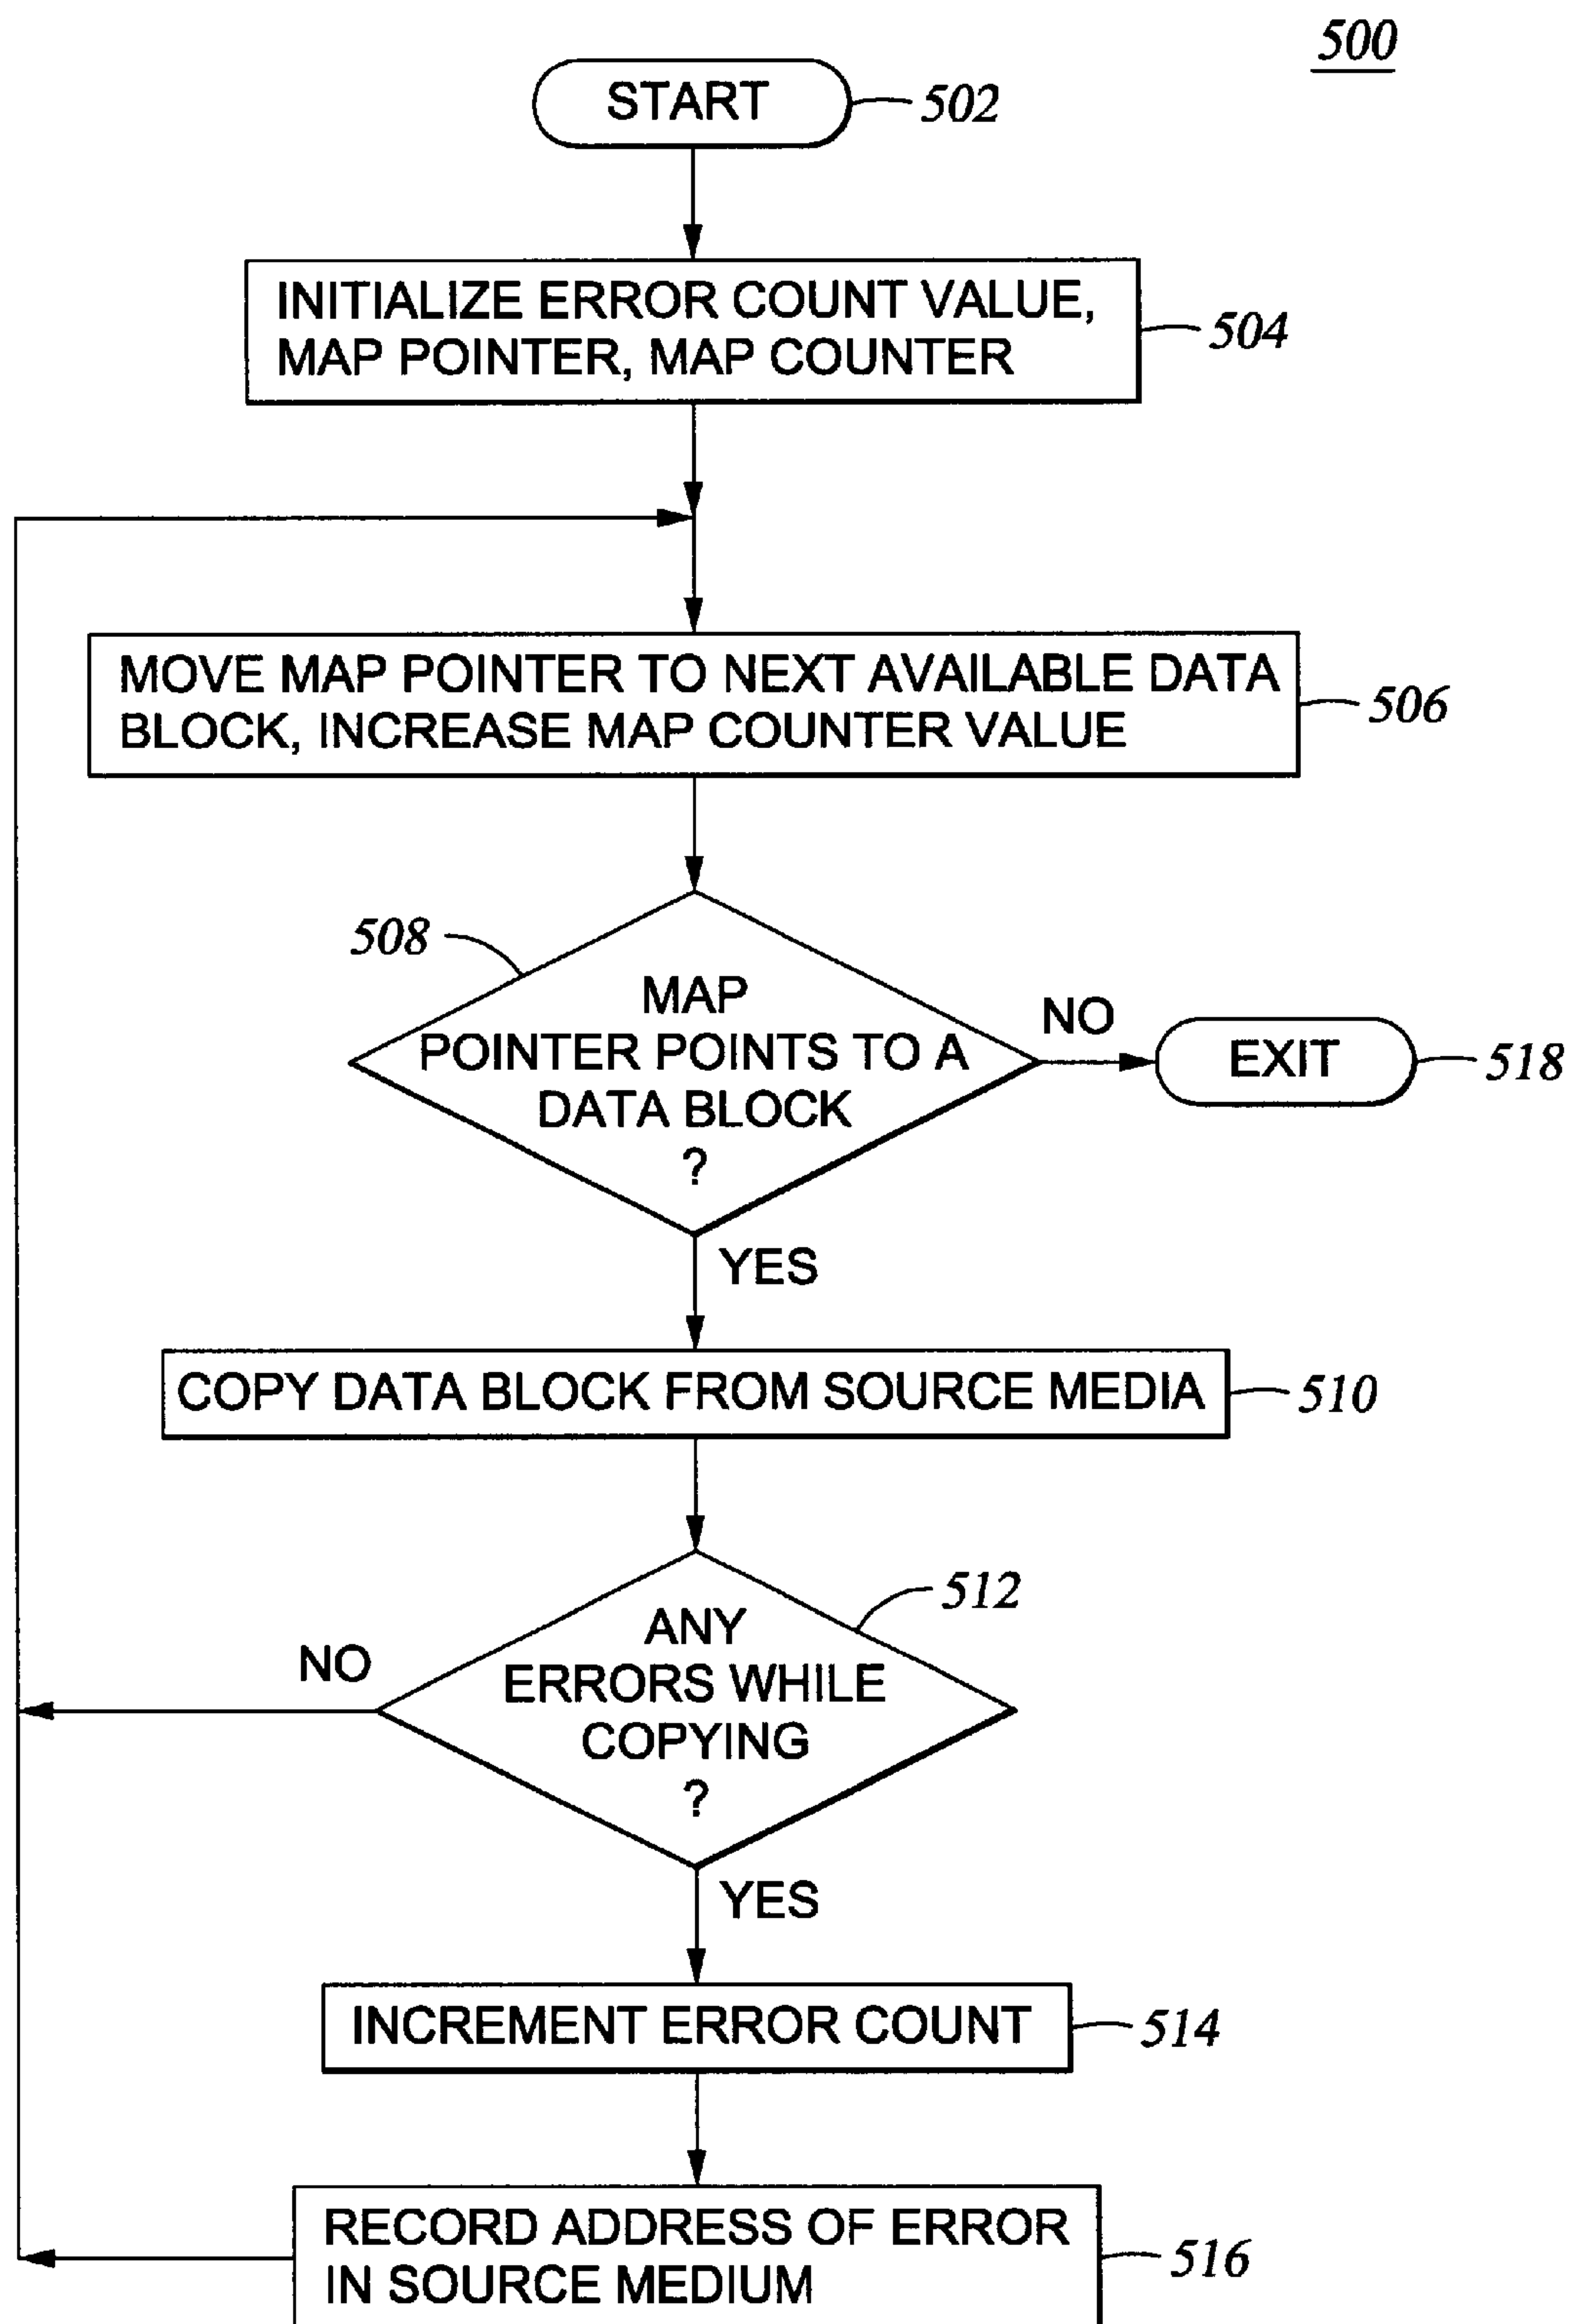 500
START
502
INITIALIZE ERROR COUNT VALUE,
MAP POINTER, MAP COUNTER
504
MOVE MAP POINTER TO NEXT AVAILABLE DATA
BLOCK, INCREASE MAP COUNTER VALUE
506
508
MAP
POINTER POINTS TO A
DATA BLOCK
?
NO
EXIT
518
YES
COPY DATA BLOCK FROM SOURCE MEDIA
510
512
ANY
ERRORS WHILE
COPYING
?
NO
YES
INCREMENT ERROR COUNT
514
RECORD ADDRESS OF ERROR
IN SOURCE MEDIUM
516